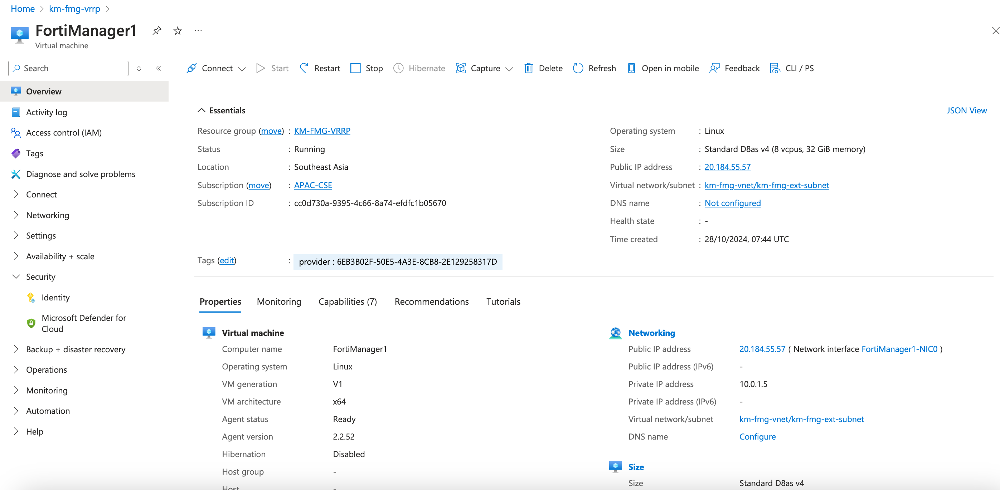 Home > km-fmg-vrrp >
FortiManager1
Virtual machine
Search
Connect
Start
Restart
Stop
Hibernate
Capture
Delete
Refresh
Open in mobile
Feedback
CLI / PS
Overview
Activity log
Access control (IAM)
Tags
Diagnose and solve problems
Connect
Networking
Settings
Availability + scale
Security
Identity
Microsoft Defender for
Cloud
Backup + disaster recovery
Operations
Monitoring
Automation
Help
Essentials
JSON View
Resource group (move) : KM-FMG-VRRP
Status : Running
Location : Southeast Asia
Subscription (move) : APAC-CSE
Subscription ID : cc0d730a-9395-4c66-8a74-efdfc1b05670
Operating system : Linux
Size : Standard D8as v4 (8 vcpus, 32 GiB memory)
Public IP address : 20.184.55.57
Virtual network/subnet : km-fmg-vnet/km-fmg-ext-subnet
DNS name : Not configured
Health state : -
Time created : 28/10/2024, 07:44 UTC
Tags (edit) : provider : 6EB3B02F-50E5-4A3E-8CB8-2E129258317D
Properties
Monitoring
Capabilities (7)
Recommendations
Tutorials
Virtual machine
Computer name FortiManager1
Operating system Linux
VM generation V1
VM architecture x64
Agent status Ready
Agent version 2.2.52
Hibernation Disabled
Host group -
Host -
Networking
Public IP address 20.184.55.57 ( Network interface FortiManager1-NIC0 )
Public IP address (IPv6) -
Private IP address 10.0.1.5
Private IP address (IPv6) -
Virtual network/subnet km-fmg-vnet/km-fmg-ext-subnet
DNS name Configure
Size
Size Standard D8as v4